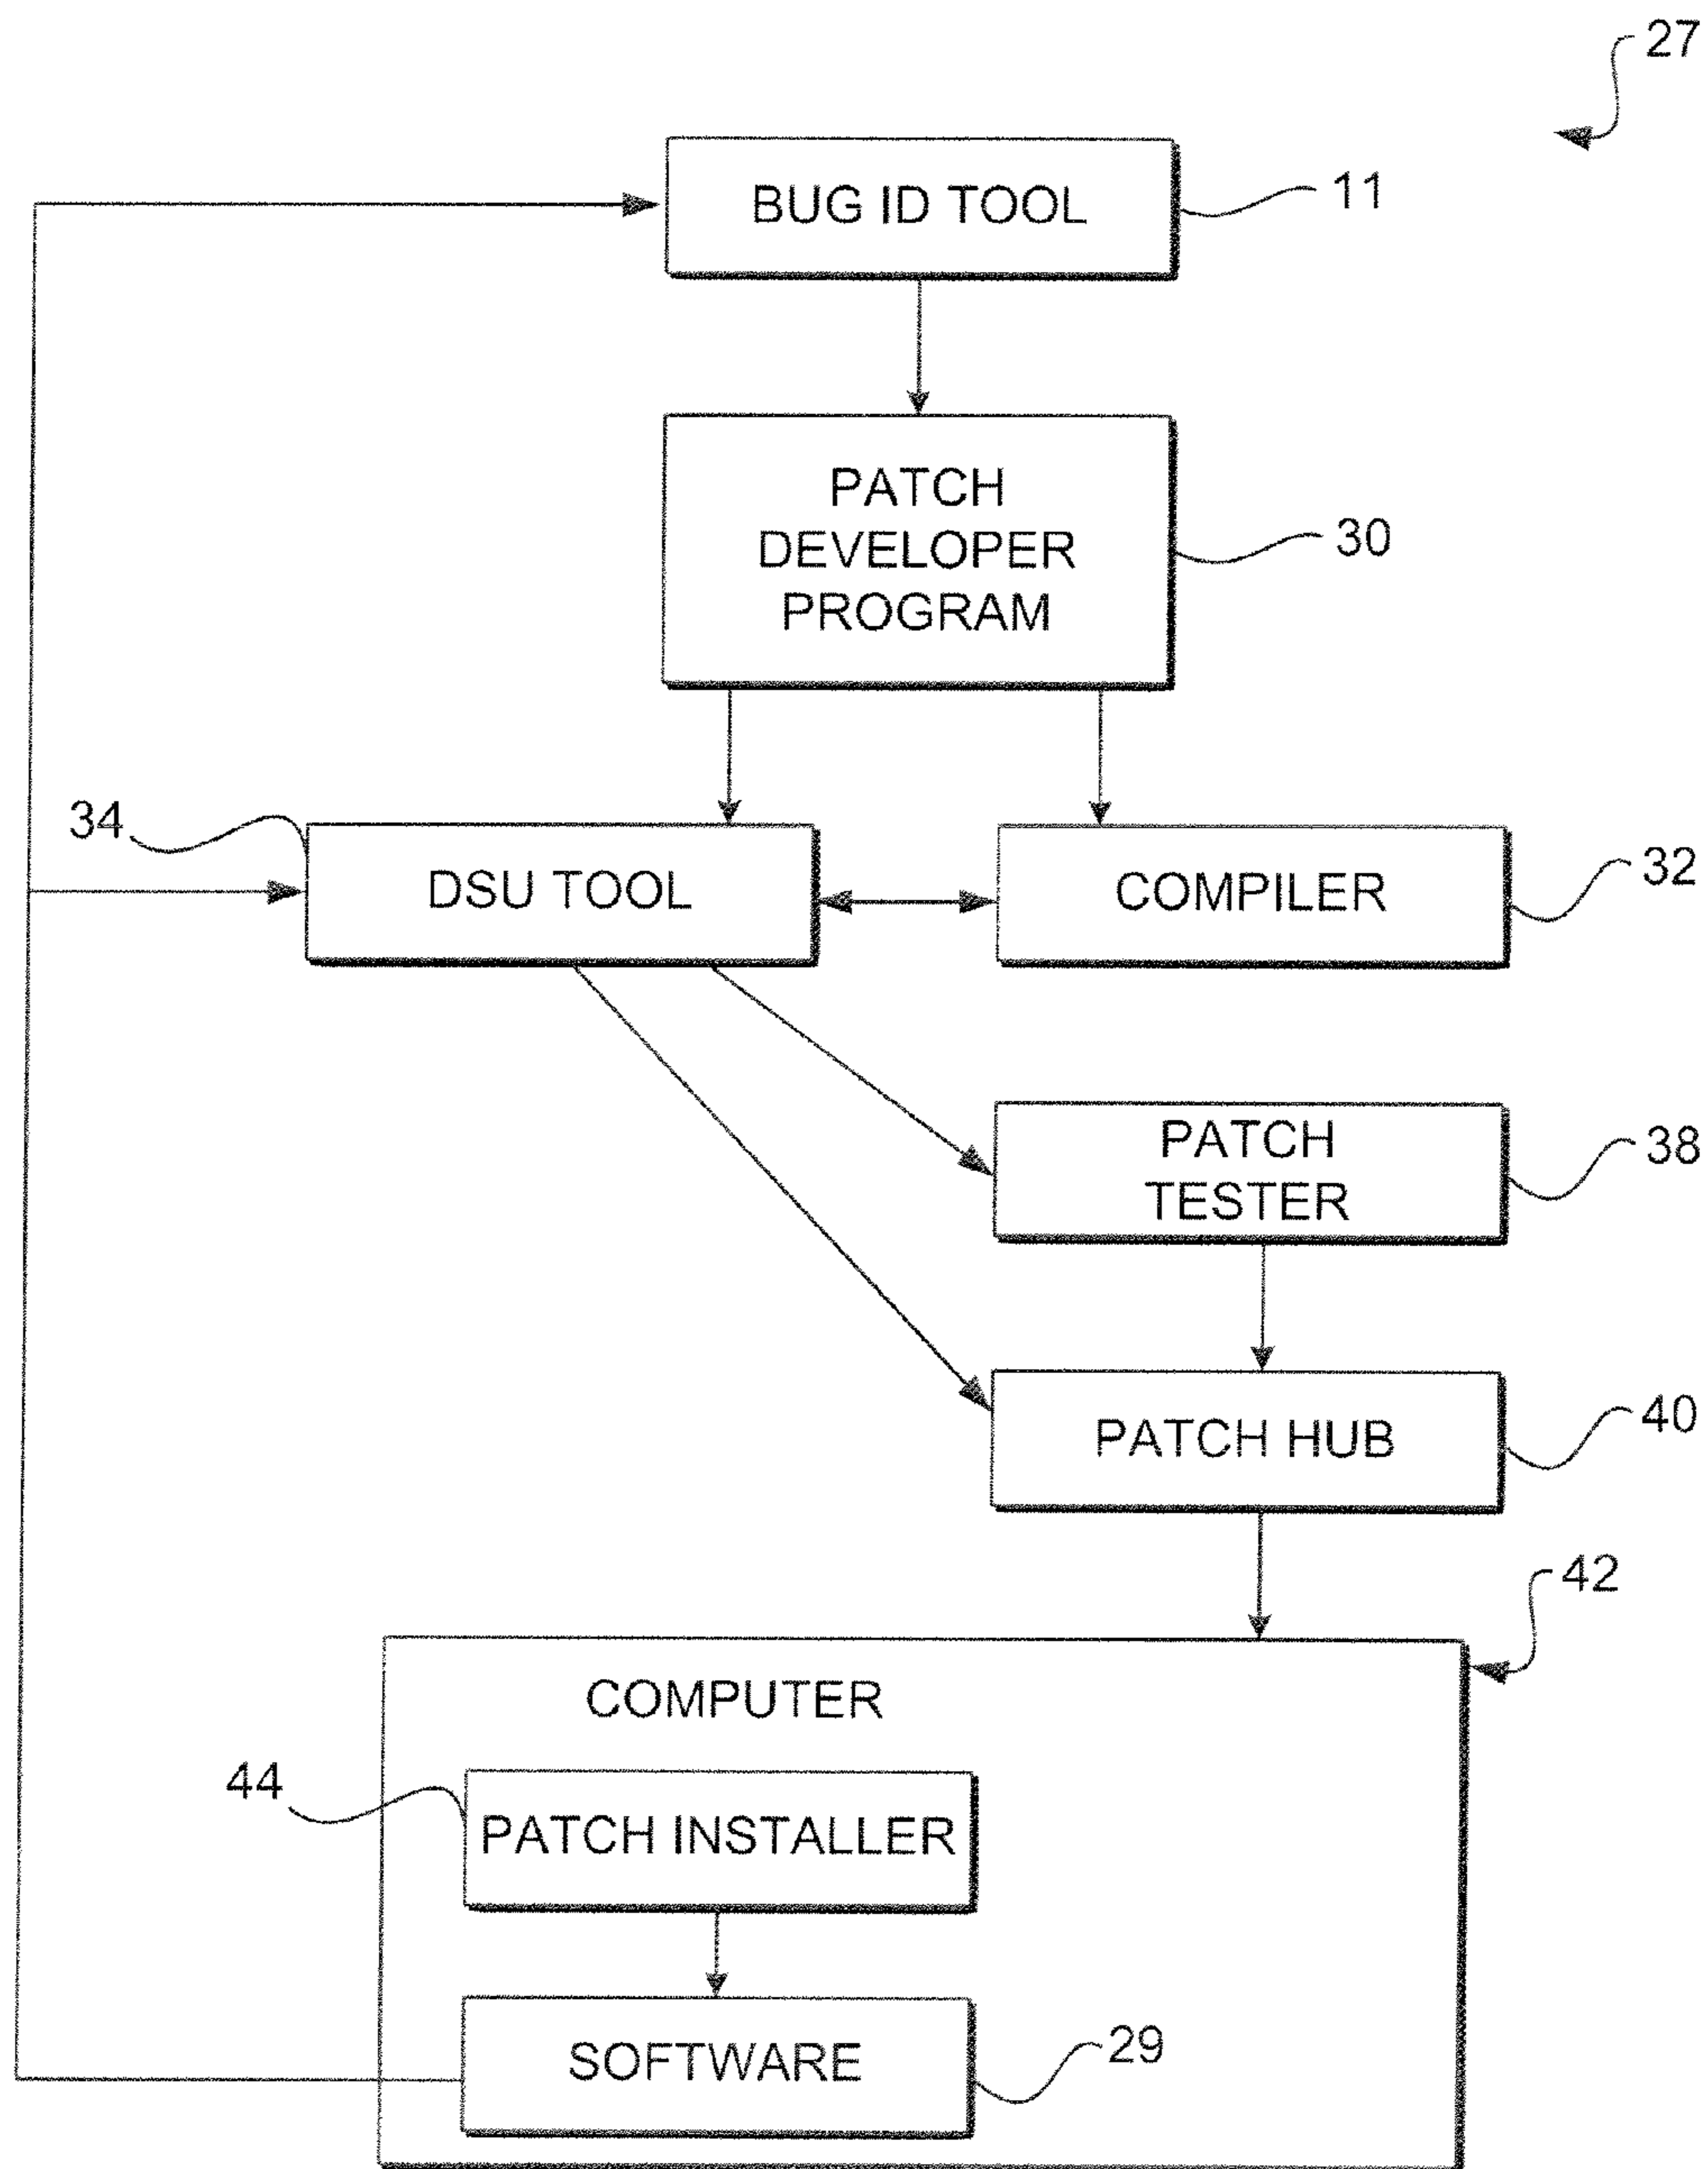 27
BUG ID TOOL
11
PATCH
DEVELOPER
PROGRAM
30
34
DSU TOOL
COMPILER
32
PATCH
TESTER
38
PATCH HUB
40
42
COMPUTER
44
PATCH INSTALLER
SOFTWARE
29